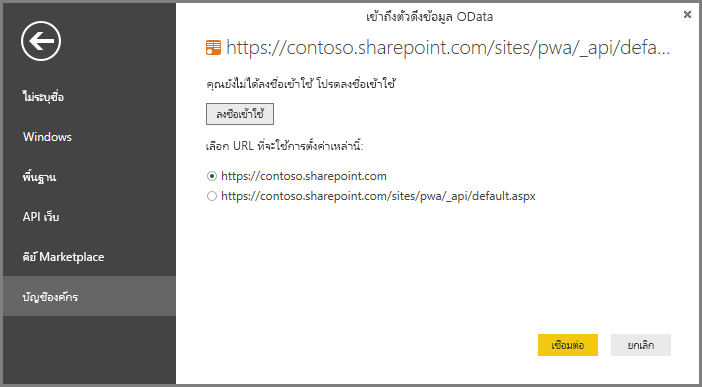 เข้าถึงตัวดึงข้อมูล OData
https://contoso.sharepoint.com/sites/pwa/_api/defa...
คุณยังไม่ได้ลงชื่อเข้าใช้ โปรดลงชื่อเข้าใช้
ลงชื่อเข้าใช้
เลือก URL ที่จะใช้การตั้งค่าเหล่านี้:
https://contoso.sharepoint.com
https://contoso.sharepoint.com/sites/pwa/_api/default.aspx
ไม่ระบุชื่อ
Windows
พื้นฐาน
API เว็บ
คีย์ Marketplace
บัญชีองค์กร
เชื่อมต่อ
ยกเลิก